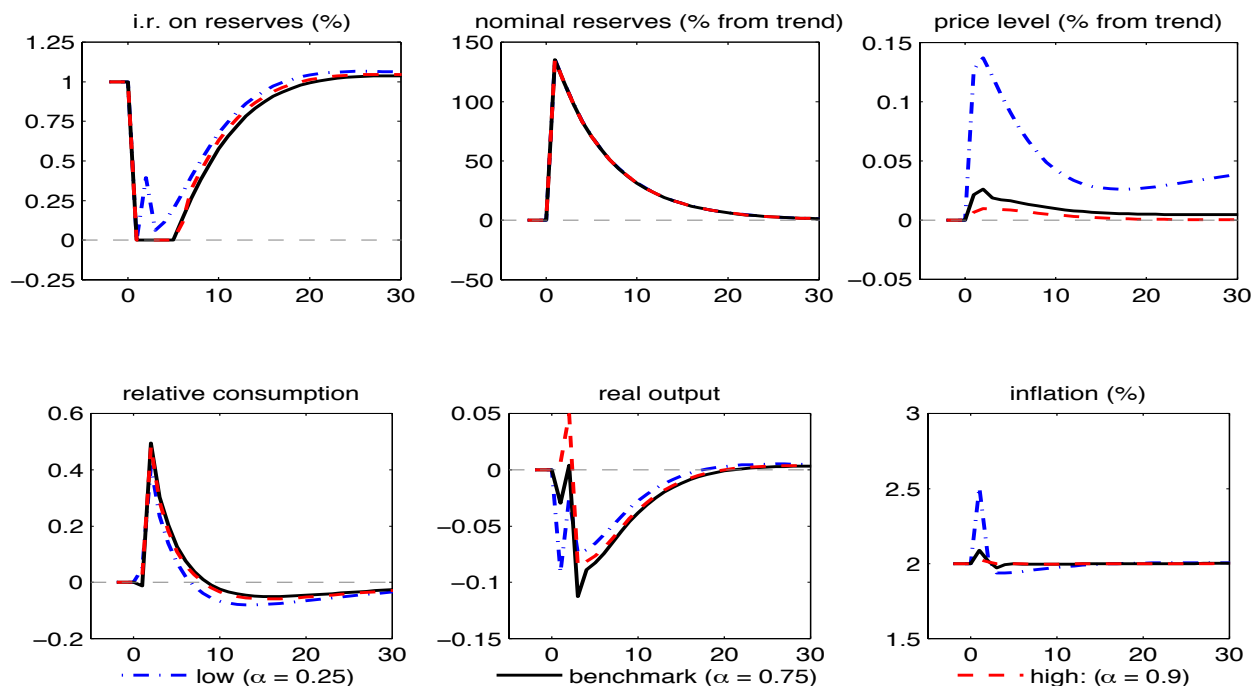 i.r. on reserves (%)
nominal reserves (% from trend)
price level (% from trend)
1.25
1
0.75
0.5
0.25
0
−0.25
0 10 20 30
150
100
50
0
−50
0 10 20 30
0.15
0.1
0.05
0
−0.05
0 10 20 30
relative consumption
real output
inflation (%)
0.6
0.4
0.2
0
−0.2
0 10 20 30
0.05
0
−0.05
−0.1
−0.15
0 10 20 30
3
2.5
2
1.5
0 10 20 30
low (α = 0.25)
benchmark (α = 0.75)
high: (α = 0.9)